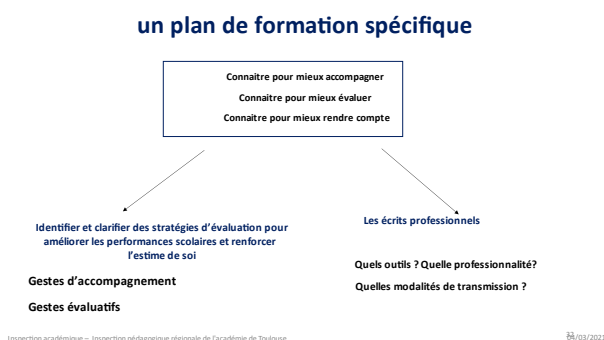 un plan de formation spécifique
Connaitre pour mieux accompagner
Connaitre pour mieux évaluer
Connaitre pour mieux rendre compte
Identifier et clarifier des stratégies d’évaluation pour
améliorer les performances scolaires et renforcer
l’estime de soi
Gestes d’accompagnement
Gestes évaluatifs
Les écrits professionnels
Quels outils ? Quelle professionnalité?
Quelles modalités de transmission ?
Inspection académique – Inspection pédagogique régionale de l'académie de Toulouse
04/03/2021